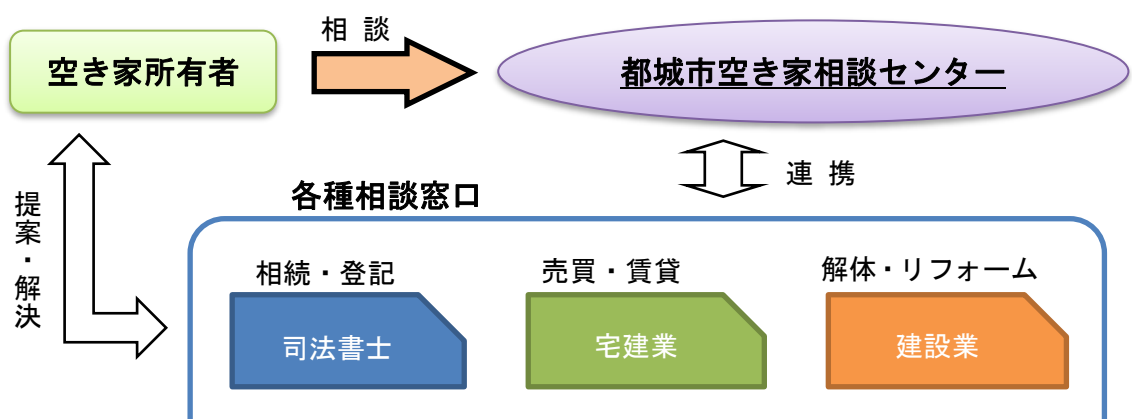 相 談
空き家所有者
都城市空き家相談センター
連 携
提案・解決
各種相談窓口
相続・登記
売買・賃貸
解体・リフォーム
司法書士
宅建業
建設業